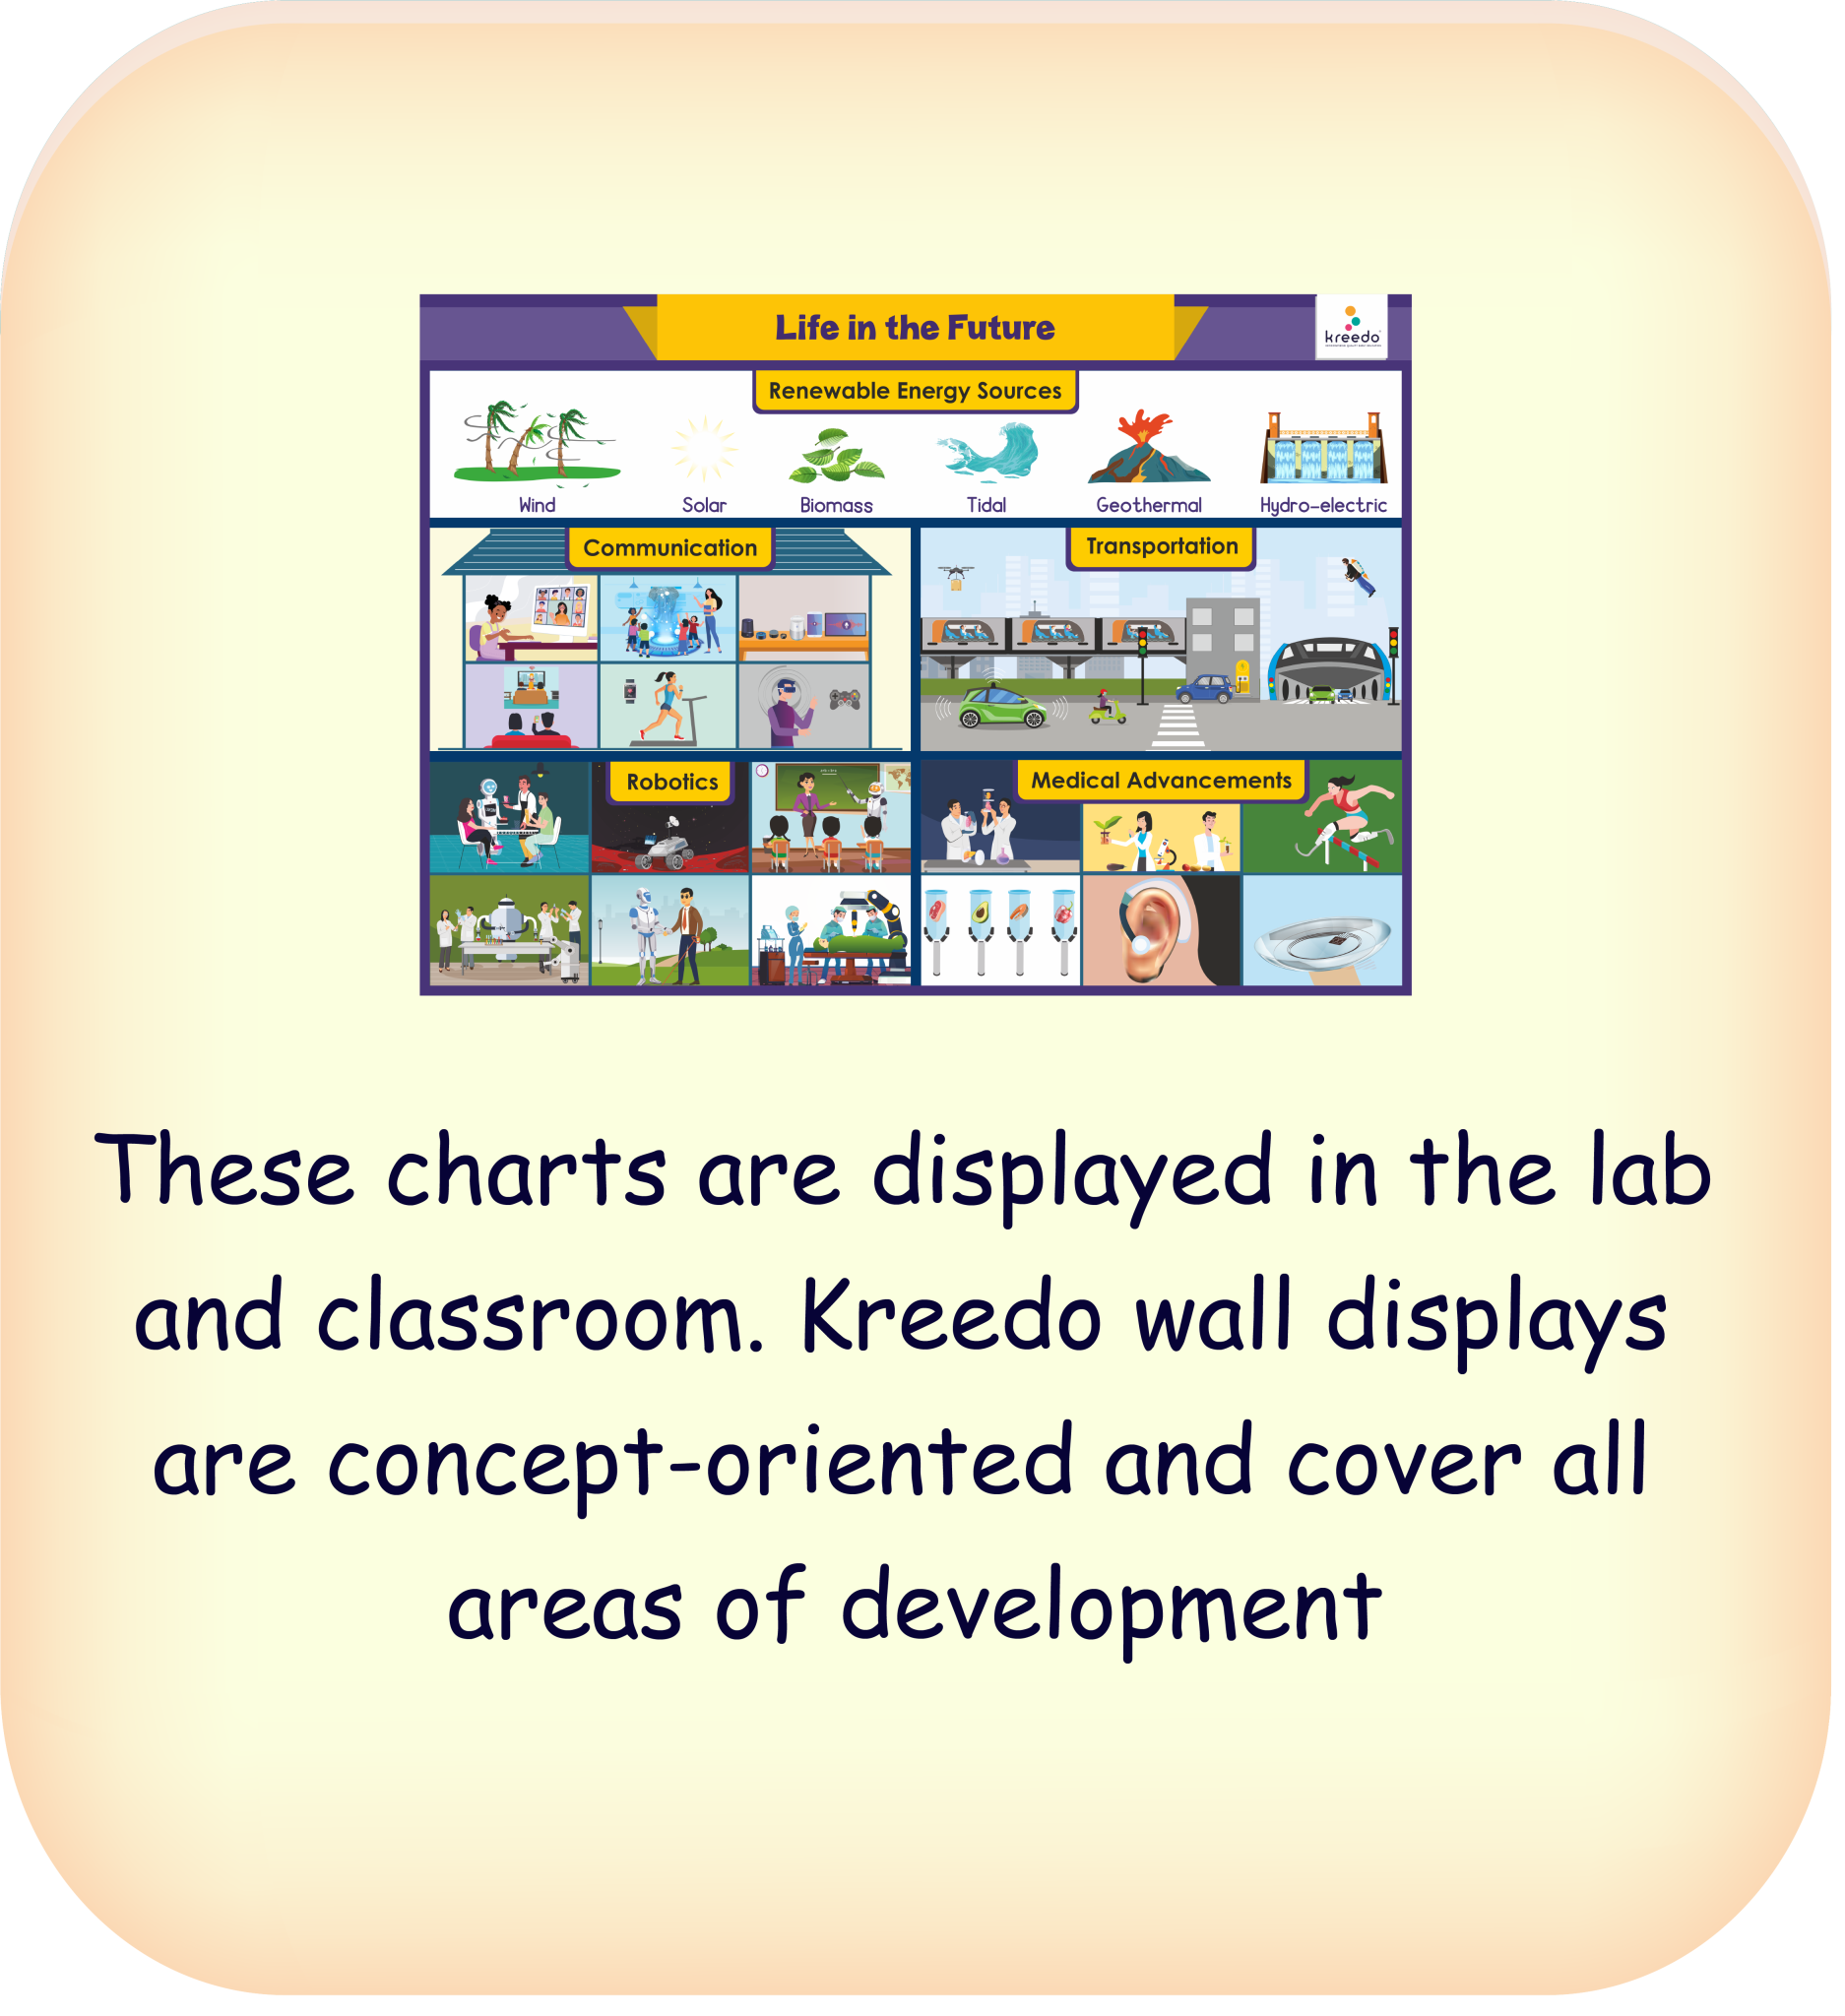 Life in the Future
kreedo
Renewable Energy Sources
Wind
Solar
Biomass
Tidal
Geothermal
Hydro-electric
Communication
Transportation
Robotics
Medical Advancements
These charts are displayed in the lab
and classroom. Kreedo wall displays
are concept-oriented and cover all
areas of development